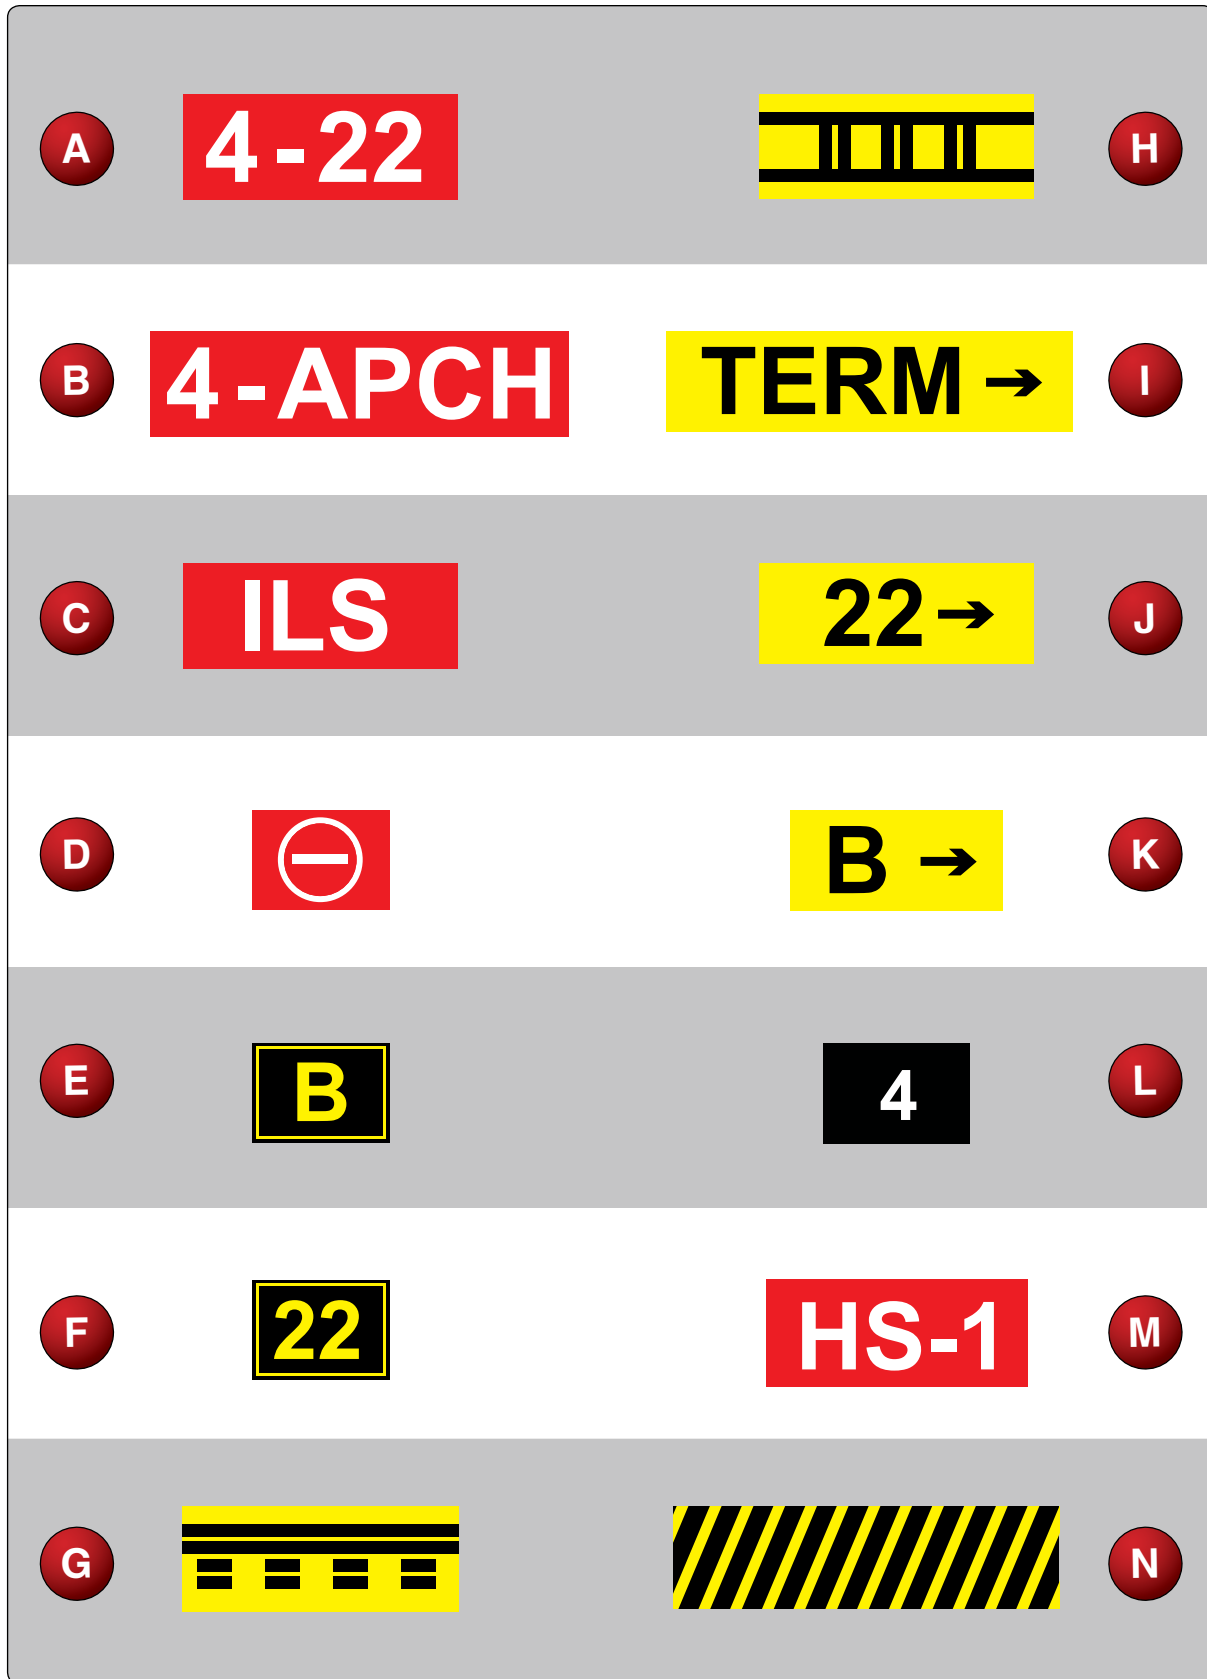 A 4-22 H
B 4-APCH TERM → I
C ILS 22→ J
D K B →
E B 4 L
F 22 HS-1 M
G N